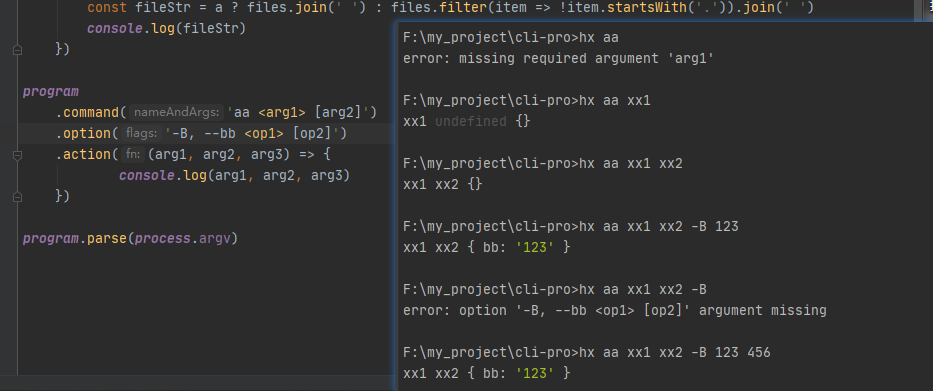 const fileStr = a ? files.join(' ') : files.filter(item => !item.startsWith('.')).join(' ')
console.log(fileStr)
})
program
.command( nameAndArgs: 'aa <arg1> [arg2]')
.option( flags: '-B, --bb <op1> [op2]')
.action( fn: (arg1, arg2, arg3) => {
console.log(arg1, arg2, arg3)
})
program.parse(process.argv)
F:\my_project\cli-pro>hx aa
error: missing required argument 'arg1'
F:\my_project\cli-pro>hx aa xx1
xx1 undefined {}
F:\my_project\cli-pro>hx aa xx1 xx2
xx1 xx2 {}
F:\my_project\cli-pro>hx aa xx1 xx2 -B 123
xx1 xx2 { bb: '123' }
F:\my_project\cli-pro>hx aa xx1 xx2 -B
error: option '-B, --bb <op1> [op2]' argument missing
F:\my_project\cli-pro>hx aa xx1 xx2 -B 123 456
xx1 xx2 { bb: '123' }